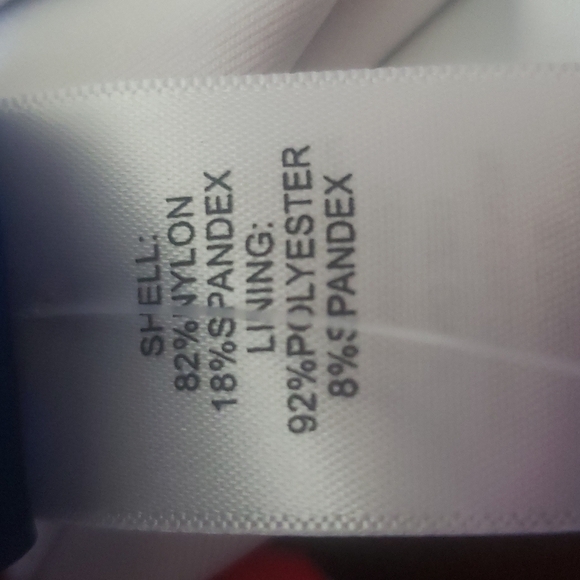 SHELL:
82%NYLON
18%SPANDEX
LINING:
92%POLYESTER
8%SPANDEX